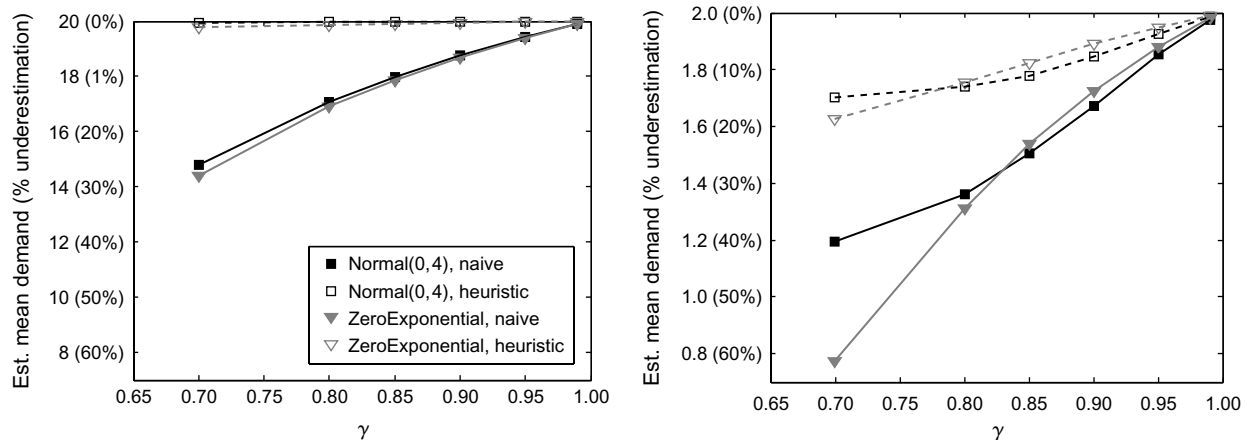 Est. mean demand (% underestimation)
20 (0%)
18 (1%)
16 (20%)
14 (30%)
12 (40%)
10 (50%)
8 (60%)
Normal(0,4), naive
Normal(0,4), heuristic
ZeroExponential, naive
ZeroExponential, heuristic
0.65 0.70 0.75 0.80 0.85 0.90 0.95 1.00
γ
Est. mean demand (% underestimation)
2.0 (0%)
1.8 (10%)
1.6 (20%)
1.4 (30%)
1.2 (40%)
1.0 (50%)
0.8 (60%)
0.65 0.70 0.75 0.80 0.85 0.90 0.95 1.00
γ